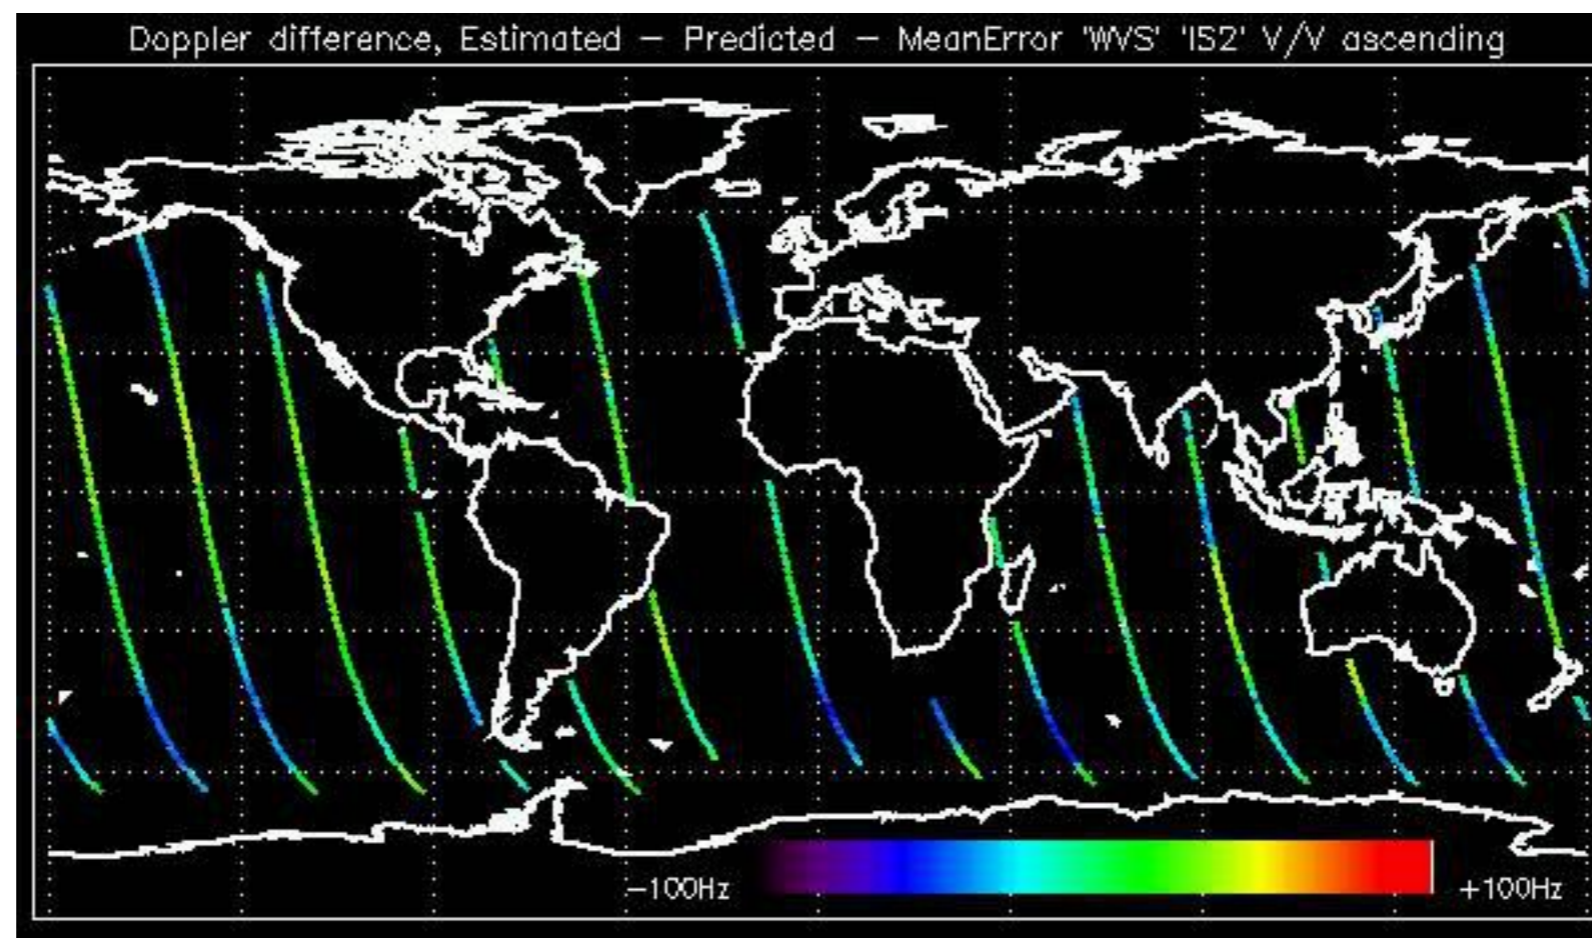 Doppler difference, Estimated – Predicted – MeanError 'WVS' 'IS2' V/V ascending
–100Hz
+100Hz